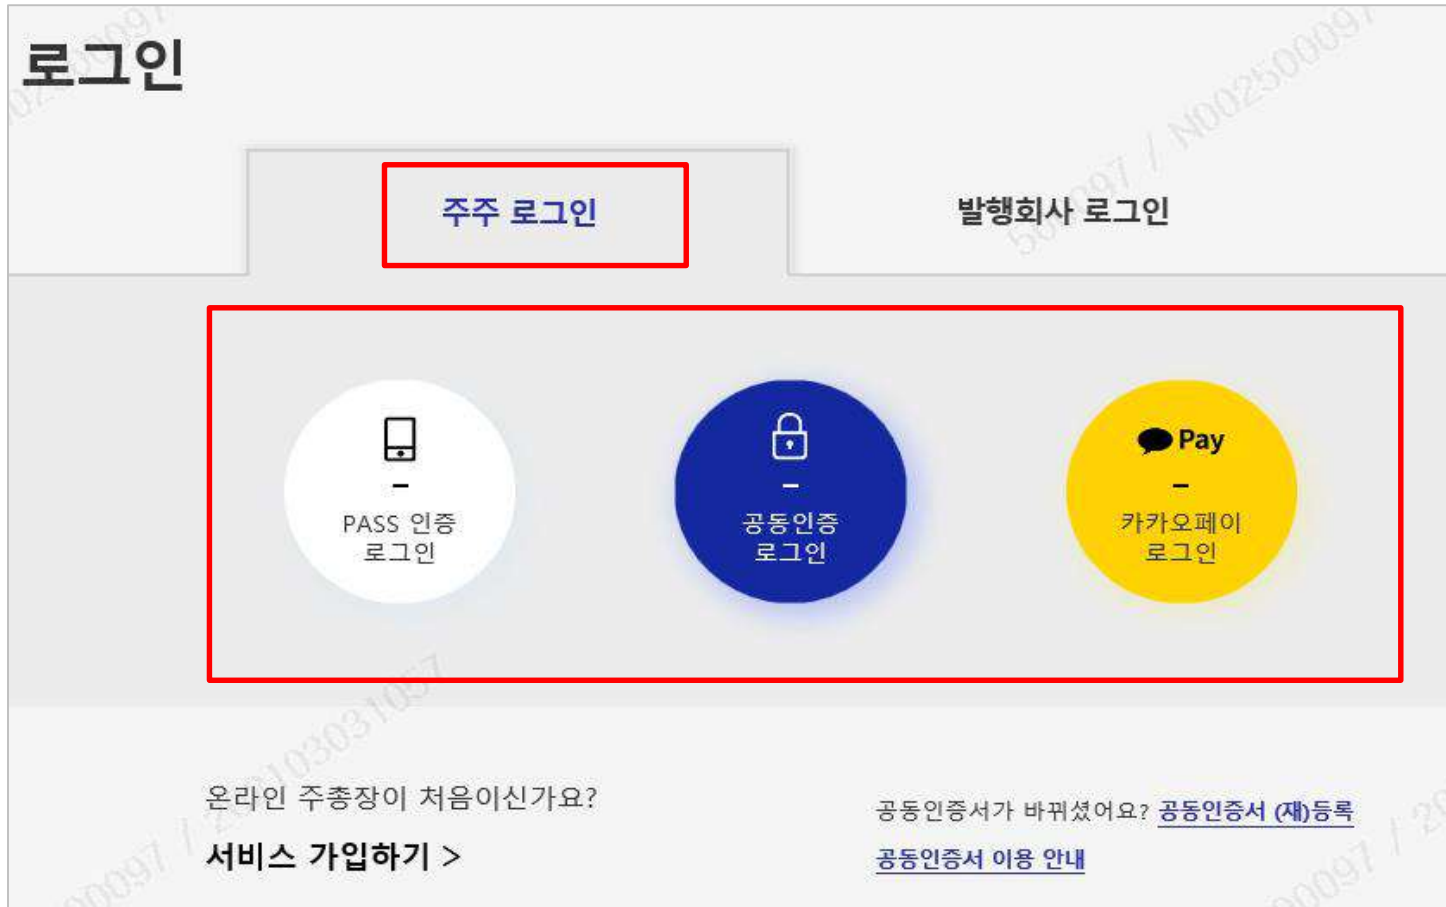 로그인
주주 로그인
발행회사 로그인
PASS 인증
로그인
공동인증
로그인
Pay
카카오페이
로그인
온라인 주총장이 처음이신가요?
서비스 가입하기 >
공동인증서가 바뀌셨어요? 공동인증서 (재)등록
공동인증서 이용 안내